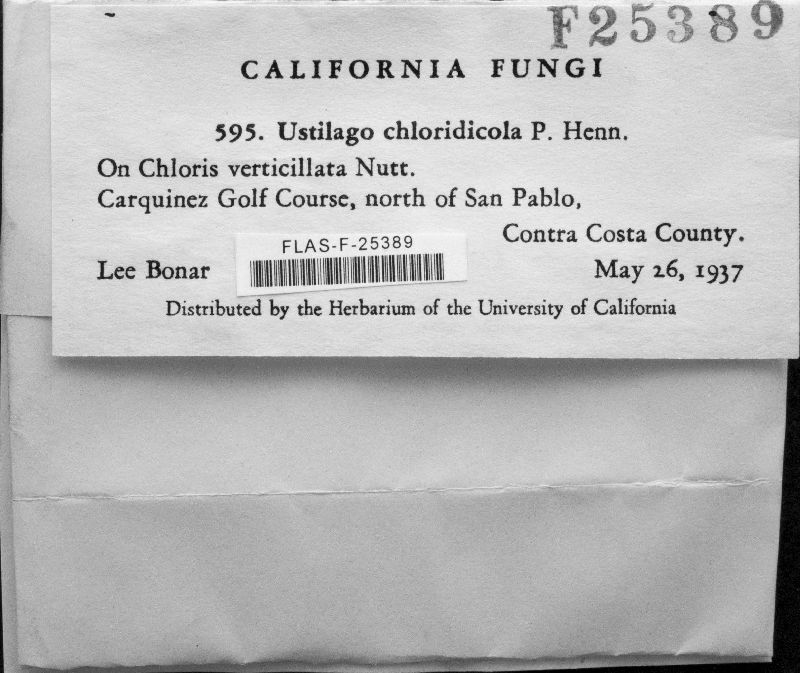 F25389
CALIFORNIA FUNGI
595. Ustilago chloridicola P. Henn.
On Chloris verticillata Nutt.
Carquinez Golf Course, north of San Pablo,
Contra Costa County.
FLAS-F-25389
Lee Bonar
May 26, 1937
Distributed by the Herbarium of the University of California